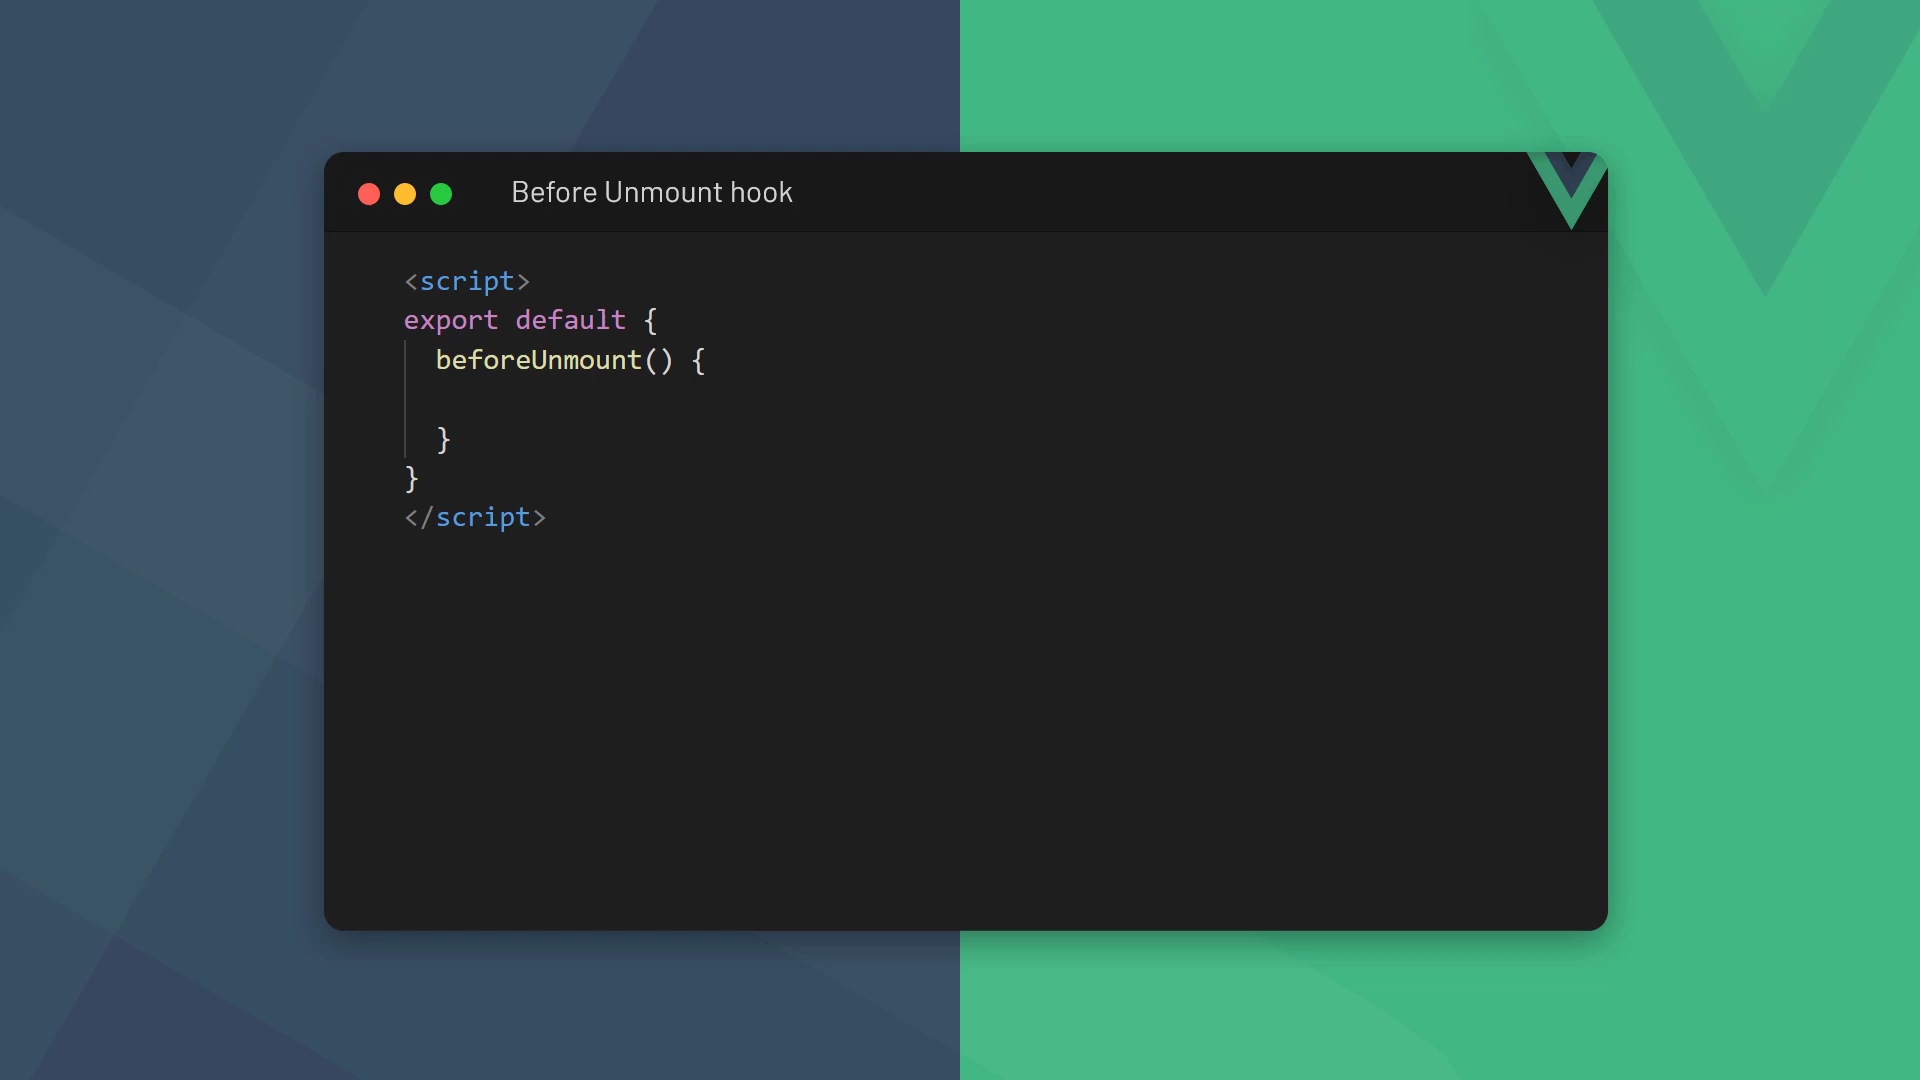 Before Unmount hook
<script>
export default {
  beforeUnmount() {

  }
}
</script>